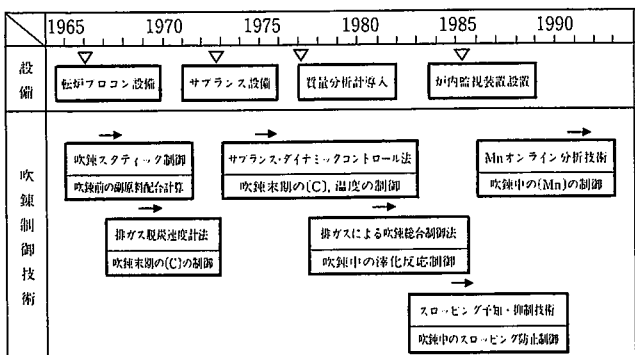 1965 1970 1975 1980 1985 1990
設備
転炉プロコン設備
サブランス設備
質量分析計導入
炉内監視装置設置
吹錬制御技術
吹錬スタティック制御
吹錬前の副原料配合計算
サブランス・ダイナミックコントロール法
吹錬末期の〔C〕, 温度の制御
Mnオンライン分析技術
吹錬中の〔Mn〕の制御
排ガス脱炭速度計法
吹錬末期の〔C〕の制御
排ガスによる吹錬総合制御法
吹錬中の滓化反応制御
スロッピング予知・抑制技術
吹錬中のスロッピング防止制御